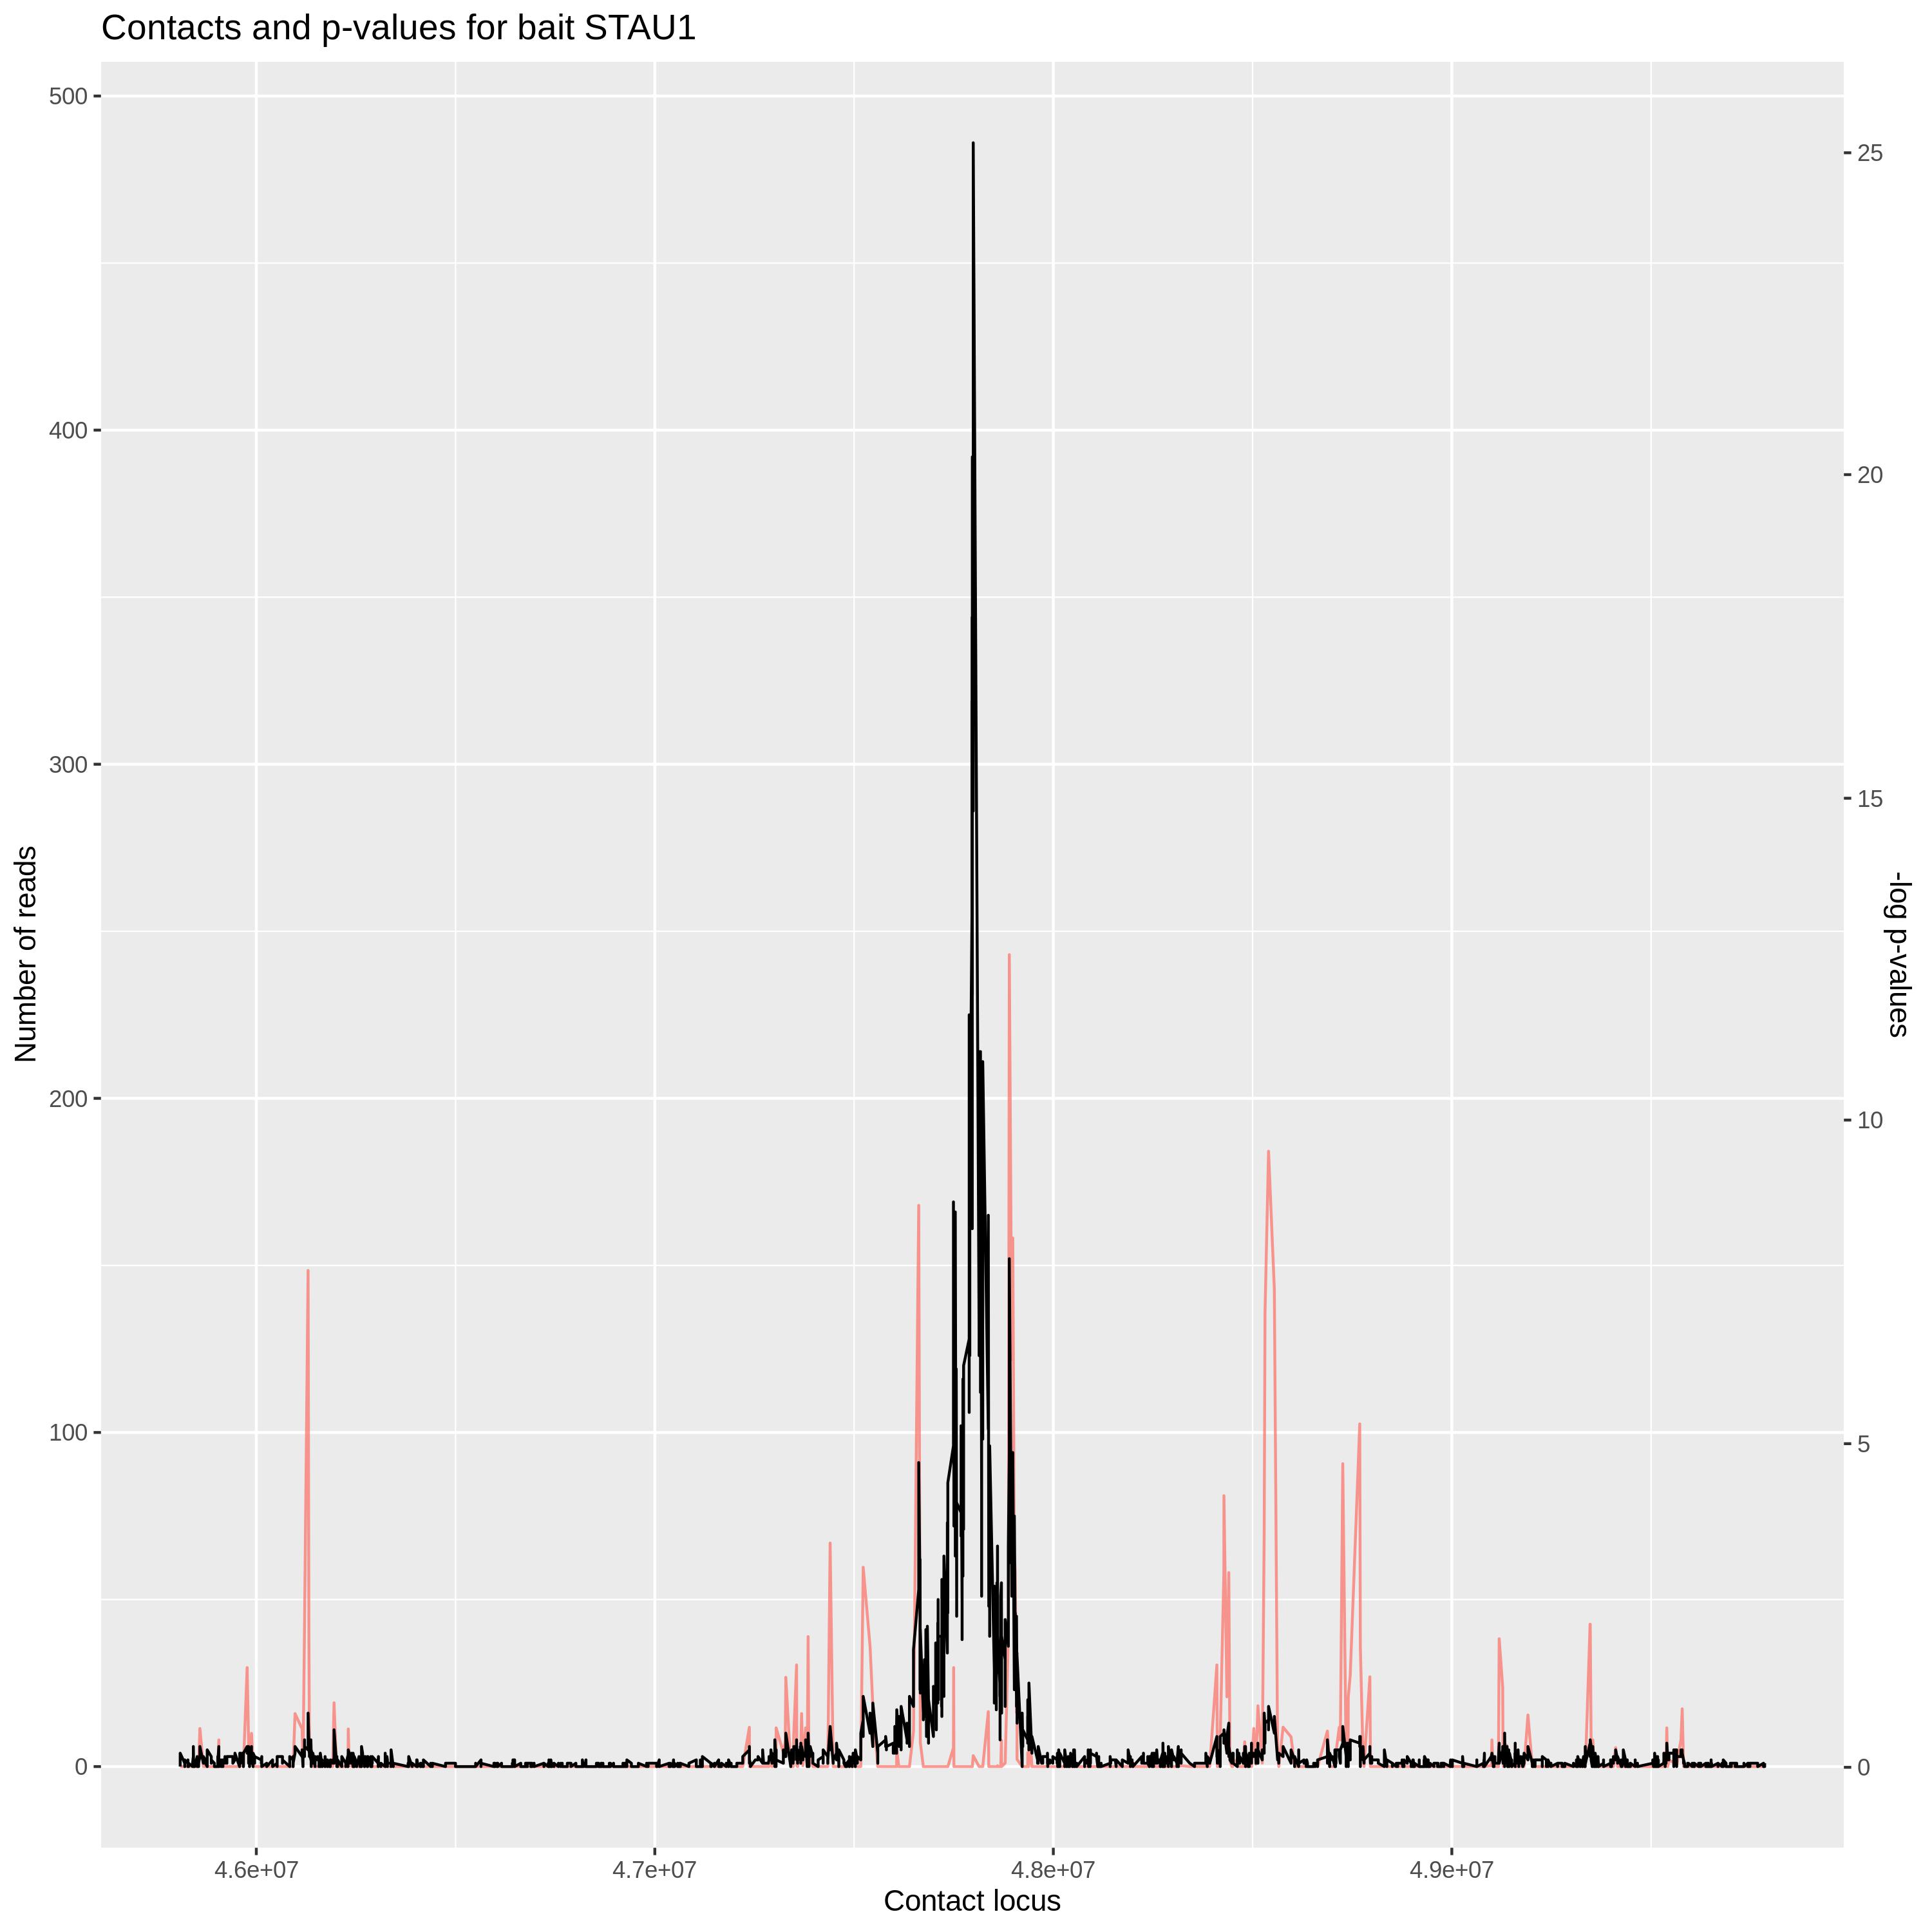 Contacts and p-values for bait STAU1
500
400
300
200
100
0
Number of reads
25
20
15
10
5
0
-log p-values
4.6e+07
4.7e+07
4.8e+07
4.9e+07
Contact locus